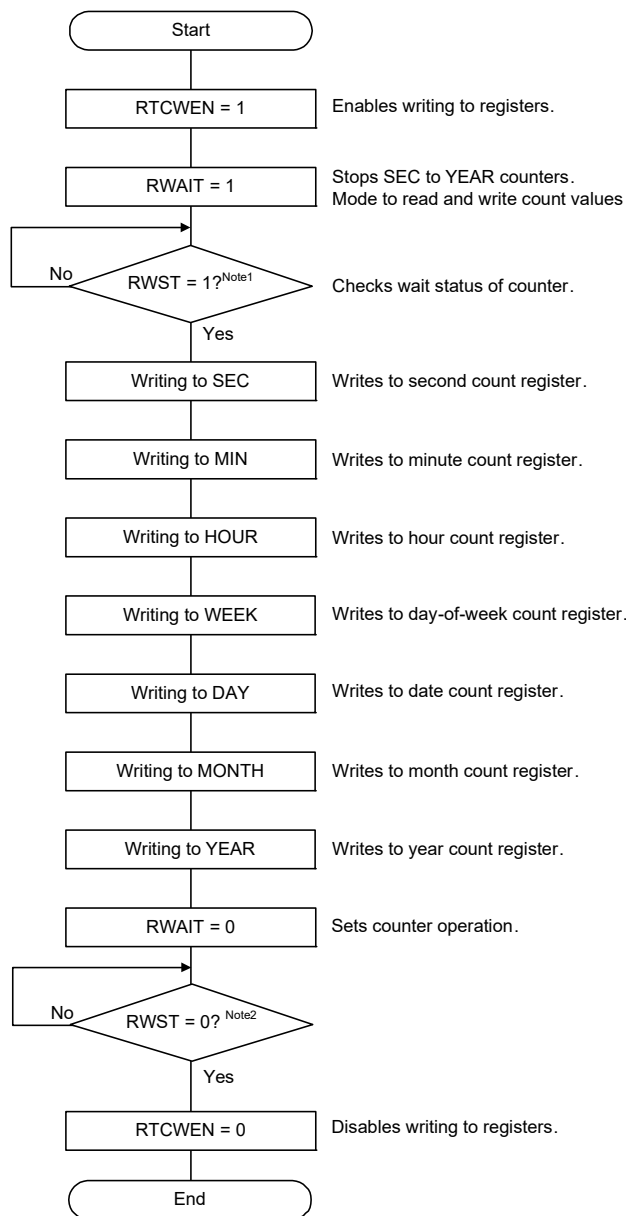 Start
RTCWEN = 1
Enables writing to registers.
RWAIT = 1
Stops SEC to YEAR counters.
Mode to read and write count values
No
RWST = 1?Note1
Checks wait status of counter.
Yes
Writing to SEC
Writes to second count register.
Writing to MIN
Writes to minute count register.
Writing to HOUR
Writes to hour count register.
Writing to WEEK
Writes to day-of-week count register.
Writing to DAY
Writes to date count register.
Writing to MONTH
Writes to month count register.
Writing to YEAR
Writes to year count register.
RWAIT = 0
Sets counter operation.
No
RWST = 0? Note2
Yes
RTCWEN = 0
Disables writing to registers.
End